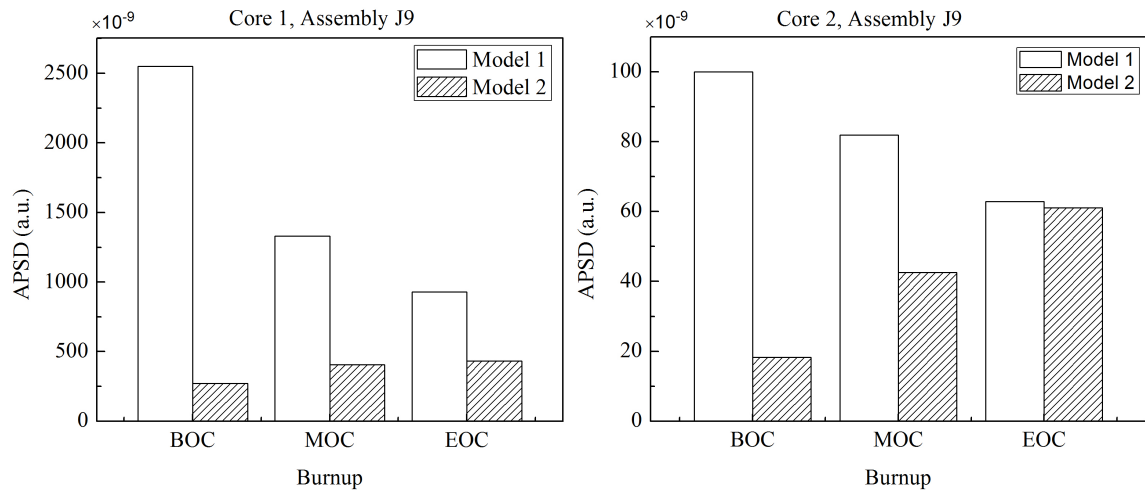 ×10⁻⁹
Core 1, Assembly J9
Model 1
Model 2
2500
2000
1500
1000
500
0
APSD (a.u.)
BOC
MOC
EOC
Burnup
×10⁻⁹
Core 2, Assembly J9
Model 1
Model 2
100
80
60
40
20
0
APSD (a.u.)
BOC
MOC
EOC
Burnup